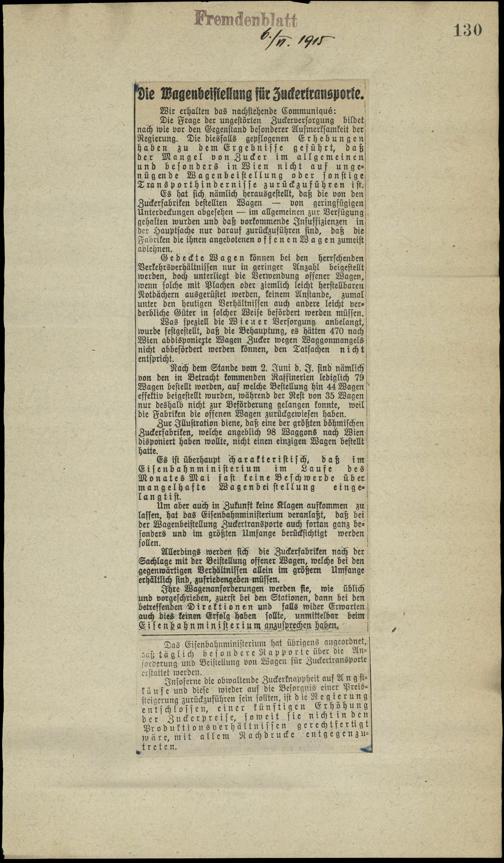 Fremdenblatt
6./VI. 1915
130
Die Wagenbeistellung für Zuckertransporte.
Wir erhalten das nachstehende Communiqué:
Die Frage der ungestörten Zuckerversorgung bildet
nach wie vor den Gegenstand besonderer Aufmerksamkeit der
Regierung. Die diesfalls gepflogenen Erhebungen
haben zu dem Ergebnisse geführt, daß
der Mangel von Zucker im allgemeinen
und besonders in Wien nicht auf unge-
nügende Wagenbeistellung oder sonstige
Transporthindernisse zurückzuführen ist.
Es hat sich nämlich herausgestellt, daß die von den
Zuckerfabriken bestellten Wagen — von geringfügigen
Unterdeckungen abgesehen — im allgemeinen zur Verfügung
gehalten wurden und daß vorkommende Insuffizienzen in
der Hauptsache nur darauf zurückzuführen sind, daß die
Fabriken die ihnen angebotenen offenen Wagen zumeist
ablehnen.
Gedeckte Wagen können bei den herrschenden
Verkehrsverhältnissen nur in geringer Anzahl beigestellt
werden, doch unterliegt die Verwendung offener Wagen,
wenn solche mit Plachen oder ziemlich leicht herstellbaren
Notdächern ausgerüstet werden, keinem Anstande, zumal
unter den heutigen Verhältnissen auch andere leicht ver-
derbliche Güter in solcher Weise befördert werden müssen.
Was speziell die Wiener Versorgung anbelangt,
wurde festgestellt, daß die Behauptung, es hätten 470 nach
Wien abdisponierte Wagen Zucker wegen Waggonmangels
nicht abbefördert werden können, den Tatsachen nicht
entspricht.
Nach dem Stande vom 2. Juni d. J. sind nämlich
von den in Betracht kommenden Raffinerien lediglich 79
Wagen bestellt worden, auf welche Bestellung hin 44 Wagen
effektiv beigestellt wurden, während der Rest von 35 Wagen
nur deshalb nicht zur Beförderung gelangen konnte, weil
die Fabriken die offenen Wagen zurückgewiesen haben.
Zur Illustration diene, daß eine der größten böhmischen
Zuckerfabriken, welche angeblich 98 Waggons nach Wien
disponiert haben wollte, nicht einen einzigen Wagen bestellt
hatte.
Es ist überhaupt charakteristisch, daß im
Eisenbahnministerium im Laufe des
Monates Mai fast keine Beschwerde über
mangelhafte Wagenbeistellung einge-
langt ist.
Um aber auch in Zukunft keine Klagen aufkommen zu
lassen, hat das Eisenbahnministerium veranlaßt, daß bei
der Wagenbeistellung Zuckertransporte auch fortan ganz be-
sonders und im größten Umfange berücksichtigt werden
sollen.
Allerdings werden sich die Zuckerfabriken nach der
Sachlage mit der Beistellung offener Wagen, welche bei den
gegenwärtigen Verhältnissen allein im größern Umfange
erhältlich sind, zufriedengeben müssen.
Ihre Wagenanforderungen werden sie, wie üblich
und vorgeschrieben, zuerst bei den Stationen, dann bei den
betreffenden Direktionen und falls wider Erwarten
auch dies keinen Erfolg haben sollte, unmittelbar beim
Eisenbahnministerium anzusprechen haben.
Das Eisenbahnministerium hat übrigens angeordnet,
daß täglich besondere Rapporte über die An-
forderung und Beistellung von Wagen für Zuckertransporte
erstattet werden.
Insoferne die obwaltende Zuckerknappheit auf Angst-
käufe und diese wieder auf die Besorgnis einer Preis-
steigerung zurückzuführen sein sollten, ist die Regierung
entschlossen, einer künftigen Erhöhung
der Zuckerpreise, soweit sie nicht in den
Produktionsverhältnissen gerechtfertigt
wäre, mit allem Nachdrucke entgegenzu-
treten.